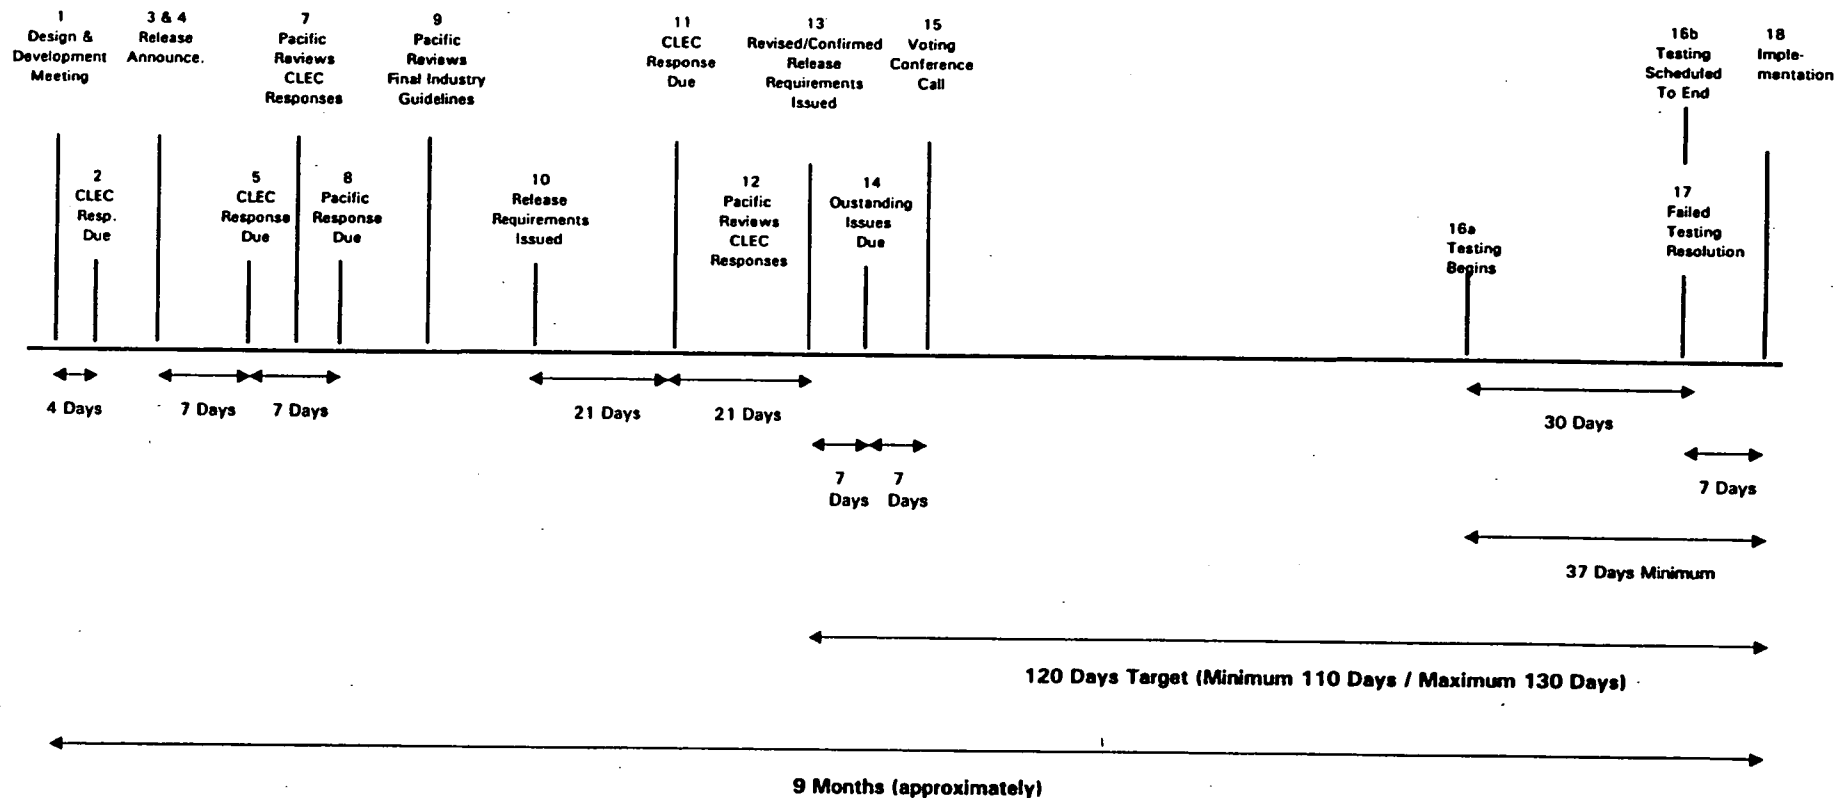 1
Design &
Development
Meeting
3 & 4
Release
Announce.
7
Pacific
Reviews
CLEC
Responses
9
Pacific
Reviews
Final Industry
Guidelines
11
CLEC
Response
Due
13
Revised/Confirmed
Release
Requirements
Issued
15
Voting
Conference
Call
16b
Testing
Scheduled
To End
18
Imple-
mentation
2
CLEC
Resp.
Due
5
CLEC
Response
Due
8
Pacific
Response
Due
10
Release
Requirements
Issued
12
Pacific
Reviews
CLEC
Responses
14
Oustanding
Issues
Due
16a
Testing
Begins
17
Failed
Testing
Resolution
4 Days
7 Days
7 Days
21 Days
21 Days
30 Days
7
Days
7
Days
7 Days
37 Days Minimum
120 Days Target (Minimum 110 Days / Maximum 130 Days)
9 Months (approximately)